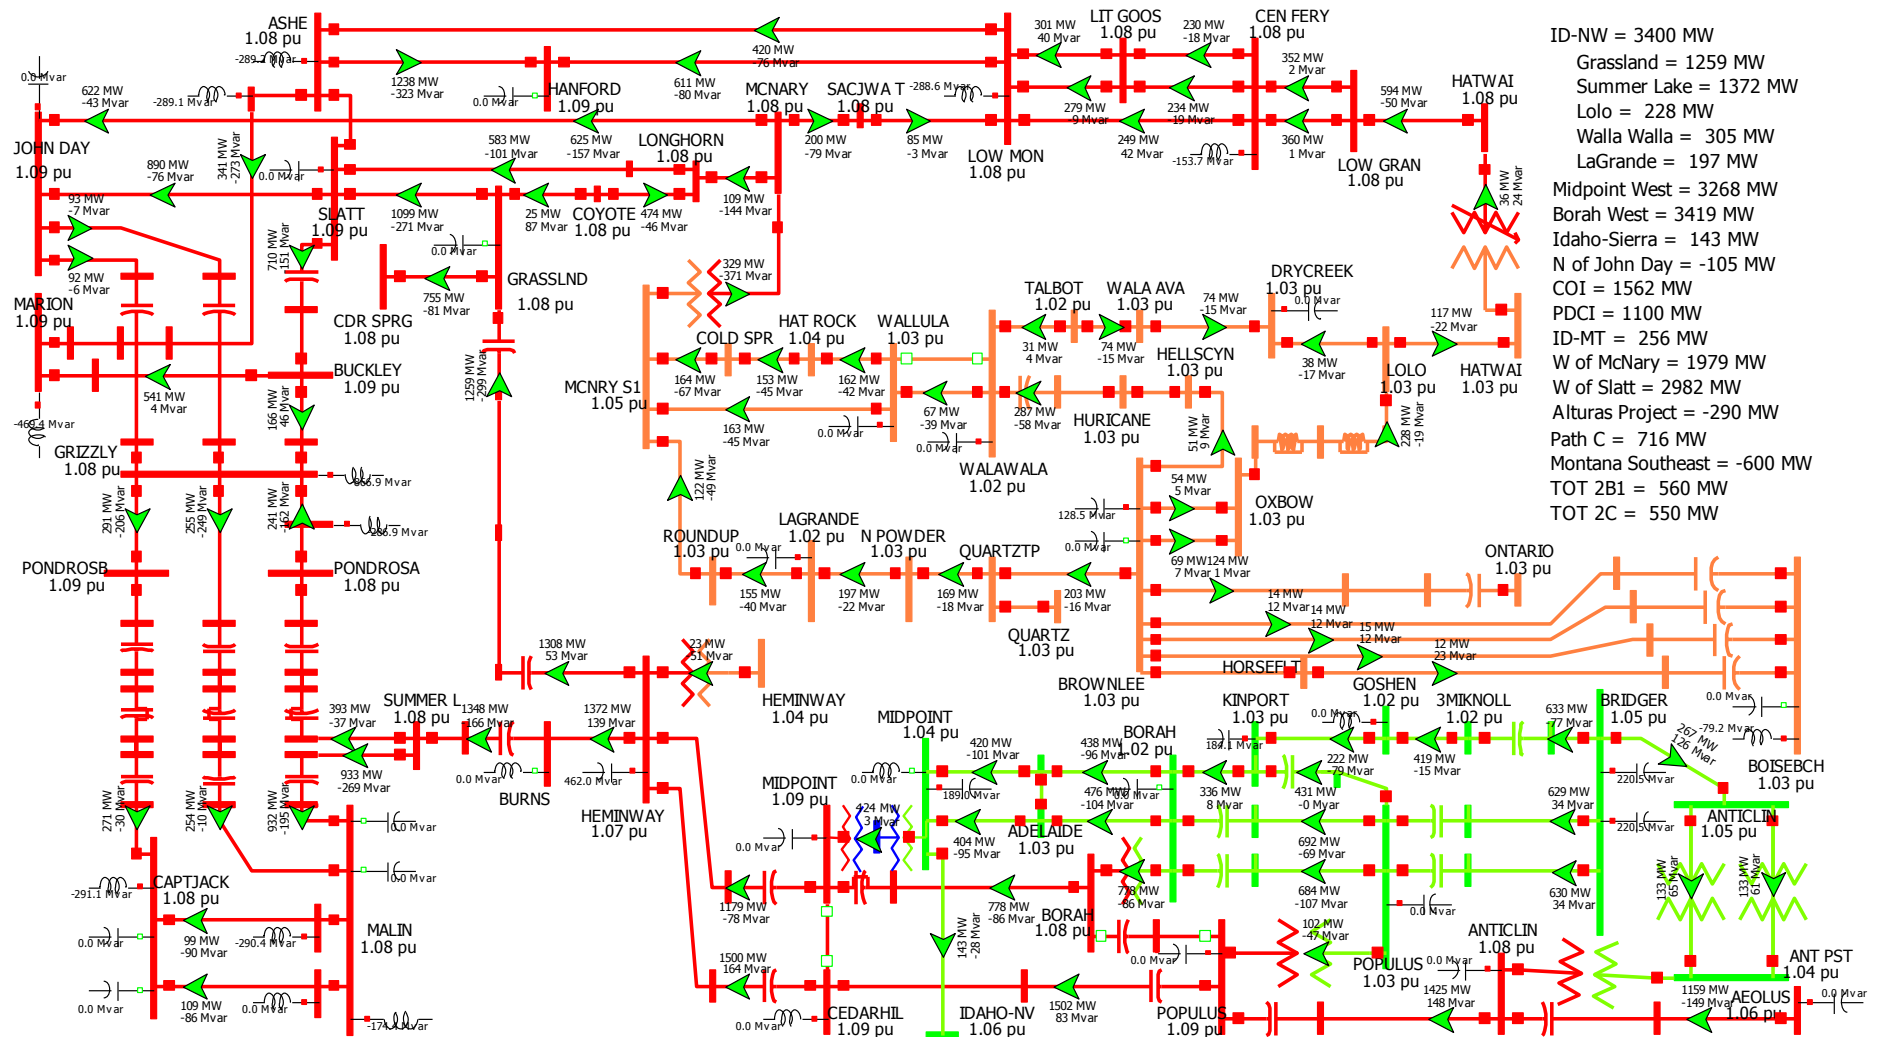 ASHE
1.08 pu
-289.2 Mvar
0.0 Mvar
622 MW
-43 Mvar
-289.1 Mvar
1238 MW
-323 Mvar
0.0 Mvar
HANFORD
1.09 pu
420 MW
-76 Mvar
611 MW
-80 Mvar
MCNARY
1.08 pu
SACJWA T
1.08 pu
-288.6 Mvar
301 MW
40 Mvar
LIT GOOS
1.08 pu
230 MW
-18 Mvar
CEN FERY
1.08 pu
352 MW
2 Mvar
HATWAI
1.08 pu
594 MW
-50 Mvar
279 MW
-9 Mvar
234 MW
-19 Mvar
249 MW
42 Mvar
-153.7 Mvar
360 MW
1 Mvar
LOW GRAN
1.08 pu
LOW MON
1.08 pu
200 MW
-79 Mvar
85 MW
-3 Mvar
JOHN DAY
1.09 pu
890 MW
-76 Mvar
341 MW
-273 Mvar
0.0 Mvar
583 MW
-101 Mvar
625 MW
-157 Mvar
LONGHORN
1.08 pu
109 MW
-144 Mvar
93 MW
-7 Mvar
92 MW
-6 Mvar
SLATT
1.09 pu
1099 MW
-271 Mvar
25 MW
87 Mvar
COYOTE
1.08 pu
474 MW
-46 Mvar
36 MW
24 Mvar
710 MW
151 Mvar
0.0 Mvar
GRASSLND
1.08 pu
755 MW
-81 Mvar
CDR SPRG
1.08 pu
329 MW
-371 Mvar
MARION
1.09 pu
BUCKLEY
1.09 pu
541 MW
4 Mvar
166 MW
46 Mvar
-469.4 Mvar
1259 MW
-299 Mvar
MCNRY S1
1.05 pu
COLD SPR
HAT ROCK
1.04 pu
WALLULA
1.03 pu
164 MW
-67 Mvar
153 MW
-45 Mvar
162 MW
-42 Mvar
163 MW
-45 Mvar
0.0 Mvar
TALBOT
1.02 pu
WALA AVA
1.03 pu
74 MW
-15 Mvar
31 MW
4 Mvar
74 MW
-15 Mvar
DRYCREEK
1.03 pu
0.0 Mvar
38 MW
-17 Mvar
117 MW
-22 Mvar
LOLO
1.03 pu
HATWAI
1.03 pu
HELLSCYN
1.03 pu
67 MW
-39 Mvar
287 MW
-58 Mvar
HURICANE
1.03 pu
0.0 Mvar
WALAWALA
1.02 pu
51 MW
9 Mvar
228 MW
-19 Mvar
GRIZZLY
1.08 pu
291 MW
-206 Mvar
255 MW
-249 Mvar
241 MW
PONDROSB
1.09 pu
PONDROSA
1.08 pu
122 MW
-49 Mvar
54 MW
5 Mvar
OXBOW
1.03 pu
128.5 Mvar
0.0 Mvar
69 MW
7 Mvar
124 MW
1 Mvar
ROUNDUP
1.03 pu
LAGRANDE
1.02 pu
0.0 Mvar
N POWDER
1.03 pu
QUARTZTP
155 MW
-40 Mvar
197 MW
-22 Mvar
169 MW
-18 Mvar
203 MW
-16 Mvar
QUARTZ
1.03 pu
ONTARIO
1.03 pu
14 MW
12 Mvar
14 MW
12 Mvar
15 MW
12 Mvar
12 MW
23 Mvar
HORSEFLT
BROWNLEE
1.03 pu
1308 MW
53 Mvar
23 MW
HEMINWAY
1.04 pu
393 MW
-37 Mvar
SUMMER L
1.08 pu
1348 MW
-166 Mvar
1372 MW
139 Mvar
933 MW
-269 Mvar
0.0 Mvar
BURNS
462.0 Mvar
HEMINWAY
1.07 pu
MIDPOINT
1.04 pu
0.0 Mvar
420 MW
-101 Mvar
438 MW
-96 Mvar
BORAH
1.02 pu
KINPORT
1.03 pu
187.1 Mvar
GOSHEN
1.02 pu
0.0 Mvar
222 MW
-79 Mvar
3MIKNOLL
1.02 pu
419 MW
-15 Mvar
633 MW
-77 Mvar
BRIDGER
1.05 pu
267 MW
126 Mvar
0.0 Mvar
-79.2 Mvar
BOISEBCH
1.03 pu
MIDPOINT
1.09 pu
424 MW
3 Mvar
189.0 Mvar
476 MW
-104 Mvar
0.0 Mvar
336 MW
8 Mvar
431 MW
-0 Mvar
629 MW
34 Mvar
220.5 Mvar
220.5 Mvar
ANTICLIN
1.05 pu
0.0 Mvar
404 MW
-95 Mvar
ADELAIDE
1.03 pu
692 MW
-69 Mvar
271 MW
-30 Mvar
254 MW
-10 Mvar
932 MW
-195 Mvar
0.0 Mvar
0.0 Mvar
-291.1 Mvar
CAPTJACK
1.08 pu
99 MW
-90 Mvar
-290.4 Mvar
MALIN
1.08 pu
0.0 Mvar
109 MW
-86 Mvar
0.0 Mvar
0.0 Mvar
-174.4 Mvar
1179 MW
-78 Mvar
778 MW
-86 Mvar
778 MW
-86 Mvar
BORAH
1.08 pu
684 MW
-107 Mvar
0.0 Mvar
630 MW
34 Mvar
133 MW
65 Mvar
133 MW
61 Mvar
143 MW
-28 Mvar
0.0 Mvar
102 MW
-47 Mvar
POPULUS
1.03 pu
0.0 Mvar
ANTICLIN
1.08 pu
ANT PST
1.04 pu
1500 MW
164 Mvar
0.0 Mvar
CEDARHIL
1.09 pu
IDAHO-NV
1.06 pu
1502 MW
83 Mvar
POPULUS
1.09 pu
1425 MW
148 Mvar
1159 MW
-149 Mvar
AEOLUS
1.06 pu
0.0 Mvar
ID-NW = 3400 MW
Grassland = 1259 MW
Summer Lake = 1372 MW
Lolo = 228 MW
Walla Walla = 305 MW
LaGrande = 197 MW
Midpoint West = 3268 MW
Borah West = 3419 MW
Idaho-Sierra = 143 MW
N of John Day = -105 MW
COI = 1562 MW
PDCI = 1100 MW
ID-MT = 256 MW
W of McNary = 1979 MW
W of Slatt = 2982 MW
Alturas Project = -290 MW
Path C = 716 MW
Montana Southeast = -600 MW
TOT 2B1 = 560 MW
TOT 2C = 550 MW